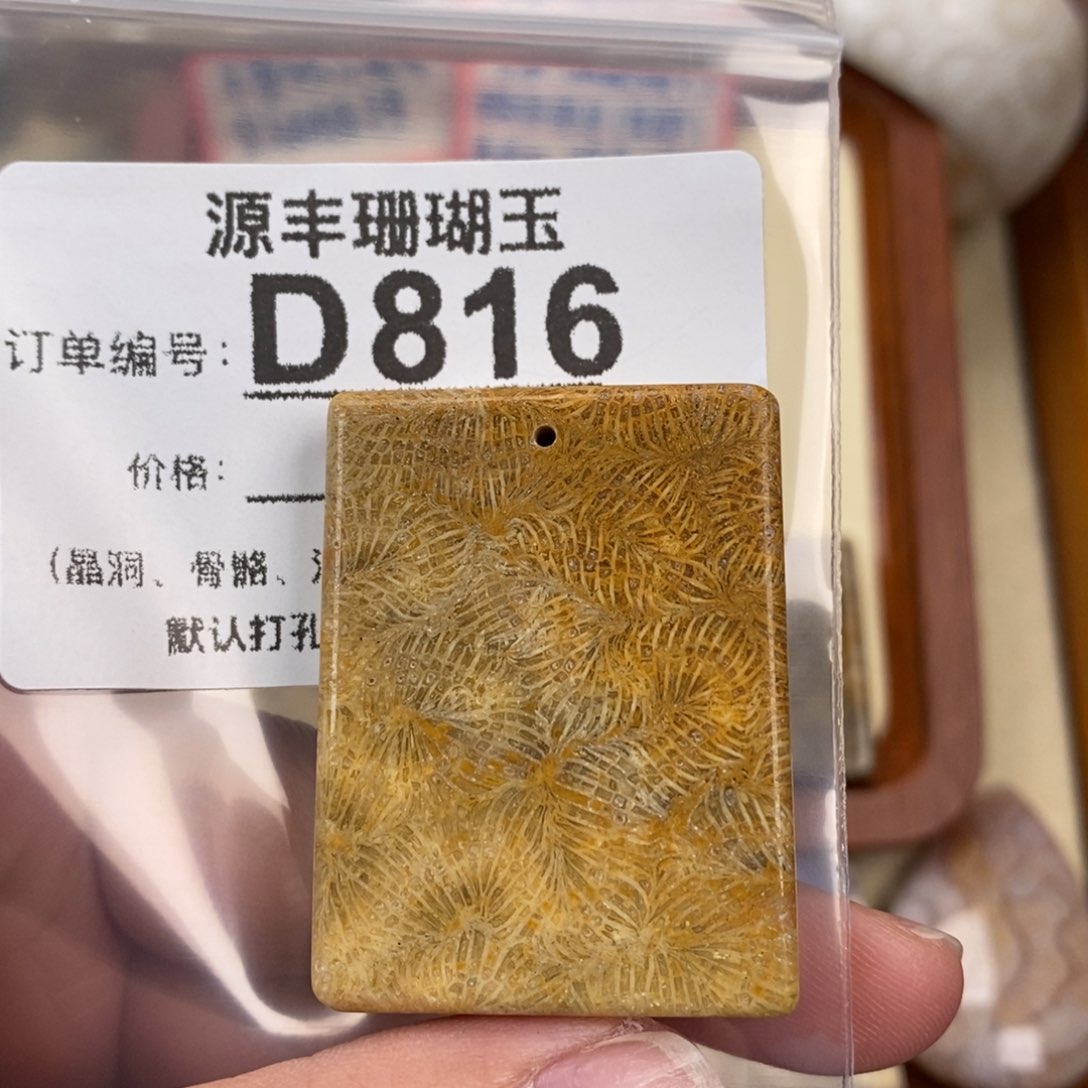 源丰珊瑚玉
订单编号: D816
价格:
(晶洞、骨骼、
默认打孔